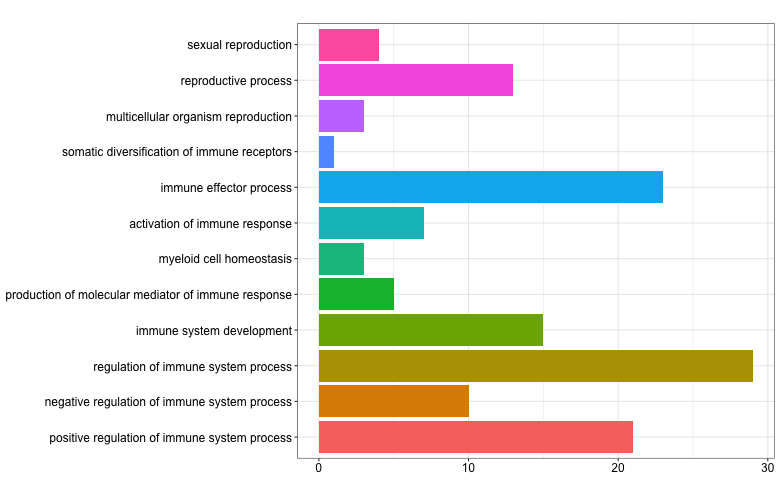 sexual reproduction
reproductive process
multicellular organism reproduction
somatic diversification of immune receptors
immune effector process
activation of immune response
myeloid cell homeostasis
production of molecular mediator of immune response
immune system development
regulation of immune system process
negative regulation of immune system process
positive regulation of immune system process
0 10 20 30